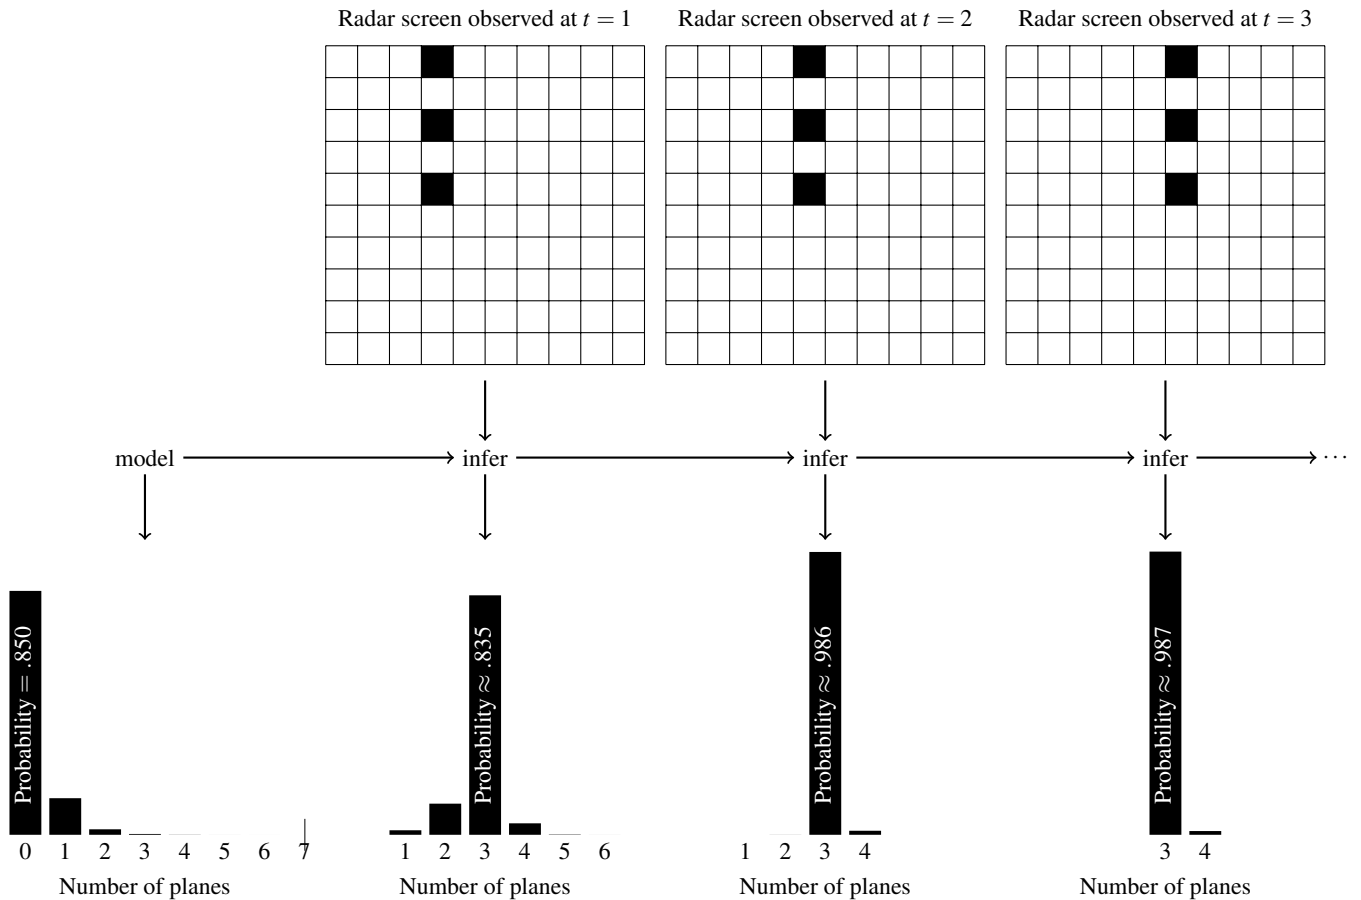 Radar screen observed at t = 1
Radar screen observed at t = 2
Radar screen observed at t = 3
model
infer
infer
infer
···
Probability = .850
0 1 2 3 4 5 6 7
Number of planes
Probability ≈ .835
1 2 3 4 5 6
Number of planes
Probability ≈ .986
1 2 3 4
Number of planes
Probability ≈ .987
3 4
Number of planes